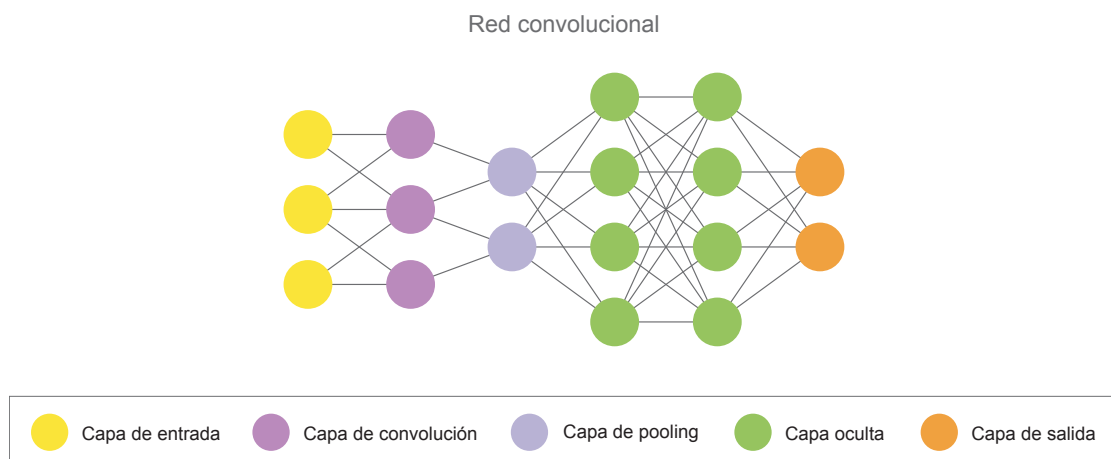 Red convolucional
Capa de entrada
Capa de convolución
Capa de pooling
Capa oculta
Capa de salida